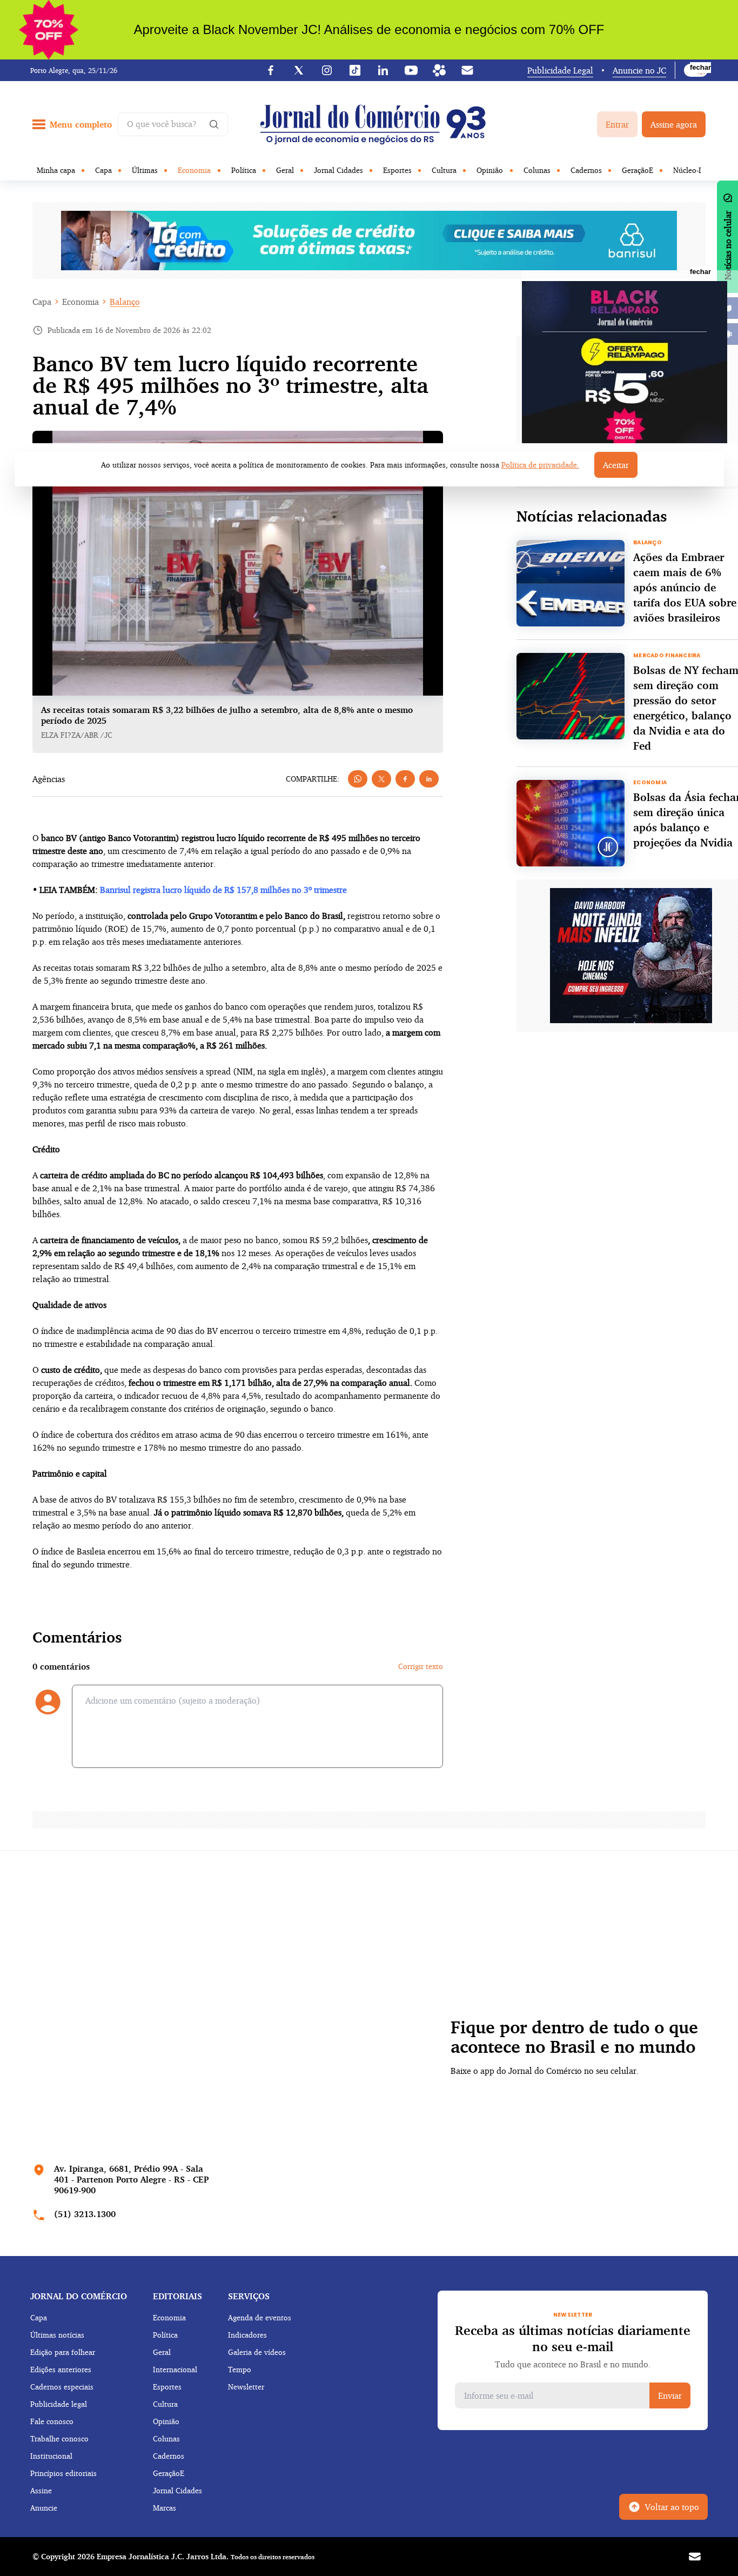 70%
OFF
Aproveite a Black November JC! Análises de economia e negócios com 70% OFF
Porto Alegre, qua, 25/11/26
Publicidade Legal • Anuncie no JC
fechar
Menu completo
O que você busca?
Jornal do Comércio 93 ANOS
O jornal de economia e negócios do RS
Entrar
Assine agora
Minha capa • Capa • Últimas • Economia • Política • Geral • Jornal Cidades • Esportes • Cultura • Opinião • Colunas • Cadernos • GeraçãoE • Núcleo-I
Notícias no celular
Tá com crédito
Soluções de crédito com ótimas taxas.*
CLIQUE E SAIBA MAIS
*Sujeito a análise de crédito.
banrisul
fechar
Capa > Economia > Balanço
Publicada em 16 de Novembro de 2026 às 22:02
Banco BV tem lucro líquido recorrente
de R$ 495 milhões no 3º trimestre, alta
anual de 7,4%
BLACK
RELÂMPAGO
Jornal do Comércio
OFERTA
RELÂMPAGO
ASSINE AGORA
POR SÓ
R$ 5,60
AO MÊS*
70%
OFF
DIGITAL
Ao utilizar nossos serviços, você aceita a política de monitoramento de cookies. Para mais informações, consulte nossa Política de privacidade.
Aceitar
BV
FINANCEIRA
BV
FINANCEIRA
As receitas totais somaram R$ 3,22 bilhões de julho a setembro, alta de 8,8% ante o mesmo
período de 2025
ELZA FI?ZA/ABR /JC
Agências
COMPARTILHE:
Notícias relacionadas
BOEING
EMBRAER
BALANÇO
Ações da Embraer
caem mais de 6%
após anúncio de
tarifa dos EUA sobre
aviões brasileiros
MERCADO FINANCEIRA
Bolsas de NY fecham
sem direção com
pressão do setor
energético, balanço
da Nvidia e ata do
Fed
ECONOMIA
Bolsas da Ásia fecham
sem direção única
após balanço e
projeções da Nvidia
JC
DAVID HARBOUR
NOITE AINDA
MAIS INFELIZ
HOJE NOS
CINEMAS
COMPRE SEU INGRESSO
O banco BV (antigo Banco Votorantim) registrou lucro líquido recorrente de R$ 495 milhões no terceiro
trimestre deste ano, um crescimento de 7,4% em relação a igual período do ano passado e de 0,9% na
comparação ao trimestre imediatamente anterior.
• LEIA TAMBÉM: Banrisul registra lucro líquido de R$ 157,8 milhões no 3º trimestre
No período, a instituição, controlada pelo Grupo Votorantim e pelo Banco do Brasil, registrou retorno sobre o
patrimônio líquido (ROE) de 15,7%, aumento de 0,7 ponto porcentual (p.p.) no comparativo anual e de 0,1
p.p. em relação aos três meses imediatamente anteriores.
As receitas totais somaram R$ 3,22 bilhões de julho a setembro, alta de 8,8% ante o mesmo período de 2025 e
de 5,3% frente ao segundo trimestre deste ano.
A margem financeira bruta, que mede os ganhos do banco com operações que rendem juros, totalizou R$
2,536 bilhões, avanço de 8,5% em base anual e de 5,4% na base trimestral. Boa parte do impulso veio da
margem com clientes, que cresceu 8,7% em base anual, para R$ 2,275 bilhões. Por outro lado, a margem com
mercado subiu 7,1 na mesma comparação%, a R$ 261 milhões.
Como proporção dos ativos médios sensíveis a spread (NIM, na sigla em inglês), a margem com clientes atingiu
9,3% no terceiro trimestre, queda de 0,2 p.p. ante o mesmo trimestre do ano passado. Segundo o balanço, a
redução reflete uma estratégia de crescimento com disciplina de risco, à medida que a participação dos
produtos com garantia subiu para 93% da carteira de varejo. No geral, essas linhas tendem a ter spreads
menores, mas perfil de risco mais robusto.
Crédito
A carteira de crédito ampliada do BC no período alcançou R$ 104,493 bilhões, com expansão de 12,8% na
base anual e de 2,1% na base trimestral. A maior parte do portfólio ainda é de varejo, que atingiu R$ 74,386
bilhões, salto anual de 12,8%. No atacado, o saldo cresceu 7,1% na mesma base comparativa, R$ 10,316
bilhões.
A carteira de financiamento de veículos, a de maior peso no banco, somou R$ 59,2 bilhões, crescimento de
2,9% em relação ao segundo trimestre e de 18,1% nos 12 meses. As operações de veículos leves usados
representaram saldo de R$ 49,4 bilhões, com aumento de 2,4% na comparação trimestral e de 15,1% em
relação ao trimestral.
Qualidade de ativos
O índice de inadimplência acima de 90 dias do BV encerrou o terceiro trimestre em 4,8%, redução de 0,1 p.p.
no trimestre e estabilidade na comparação anual.
O custo de crédito, que mede as despesas do banco com provisões para perdas esperadas, descontadas das
recuperações de créditos, fechou o trimestre em R$ 1,171 bilhão, alta de 27,9% na comparação anual. Como
proporção da carteira, o indicador recuou de 4,8% para 4,5%, resultado do acompanhamento permanente do
cenário e da recalibragem constante dos critérios de originação, segundo o banco.
O índice de cobertura dos créditos em atraso acima de 90 dias encerrou o terceiro trimestre em 161%, ante
162% no segundo trimestre e 178% no mesmo trimestre do ano passado.
Patrimônio e capital
A base de ativos do BV totalizava R$ 155,3 bilhões no fim de setembro, crescimento de 0,9% na base
trimestral e 3,5% na base anual. Já o patrimônio líquido somava R$ 12,870 bilhões, queda de 5,2% em
relação ao mesmo período do ano anterior.
O índice de Basileia encerrou em 15,6% ao final do terceiro trimestre, redução de 0,3 p.p. ante o registrado no
final do segundo trimestre.
Comentários
0 comentários
Corrigir texto
Adicione um comentário (sujeito a moderação)
Fique por dentro de tudo o que
acontece no Brasil e no mundo
Baixe o app do Jornal do Comércio no seu celular.
Av. Ipiranga, 6681, Prédio 99A - Sala
401 - Partenon Porto Alegre - RS - CEP
90619-900
(51) 3213.1300
JORNAL DO COMÉRCIO
Capa
Últimas notícias
Edição para folhear
Edições anteriores
Cadernos especiais
Publicidade legal
Fale conosco
Trabalhe conosco
Institucional
Princípios editoriais
Assine
Anuncie
EDITORIAIS
Economia
Política
Geral
Internacional
Esportes
Cultura
Opinião
Colunas
Cadernos
GeraçãoE
Jornal Cidades
Marcas
SERVIÇOS
Agenda de eventos
Indicadores
Galeria de vídeos
Tempo
Newsletter
NEWSLETTER
Receba as últimas notícias diariamente
no seu e-mail
Tudo que acontece no Brasil e no mundo.
Informe seu e-mail
Enviar
Voltar ao topo
© Copyright 2026 Empresa Jornalística J.C. Jarros Ltda. Todos os direitos reservados